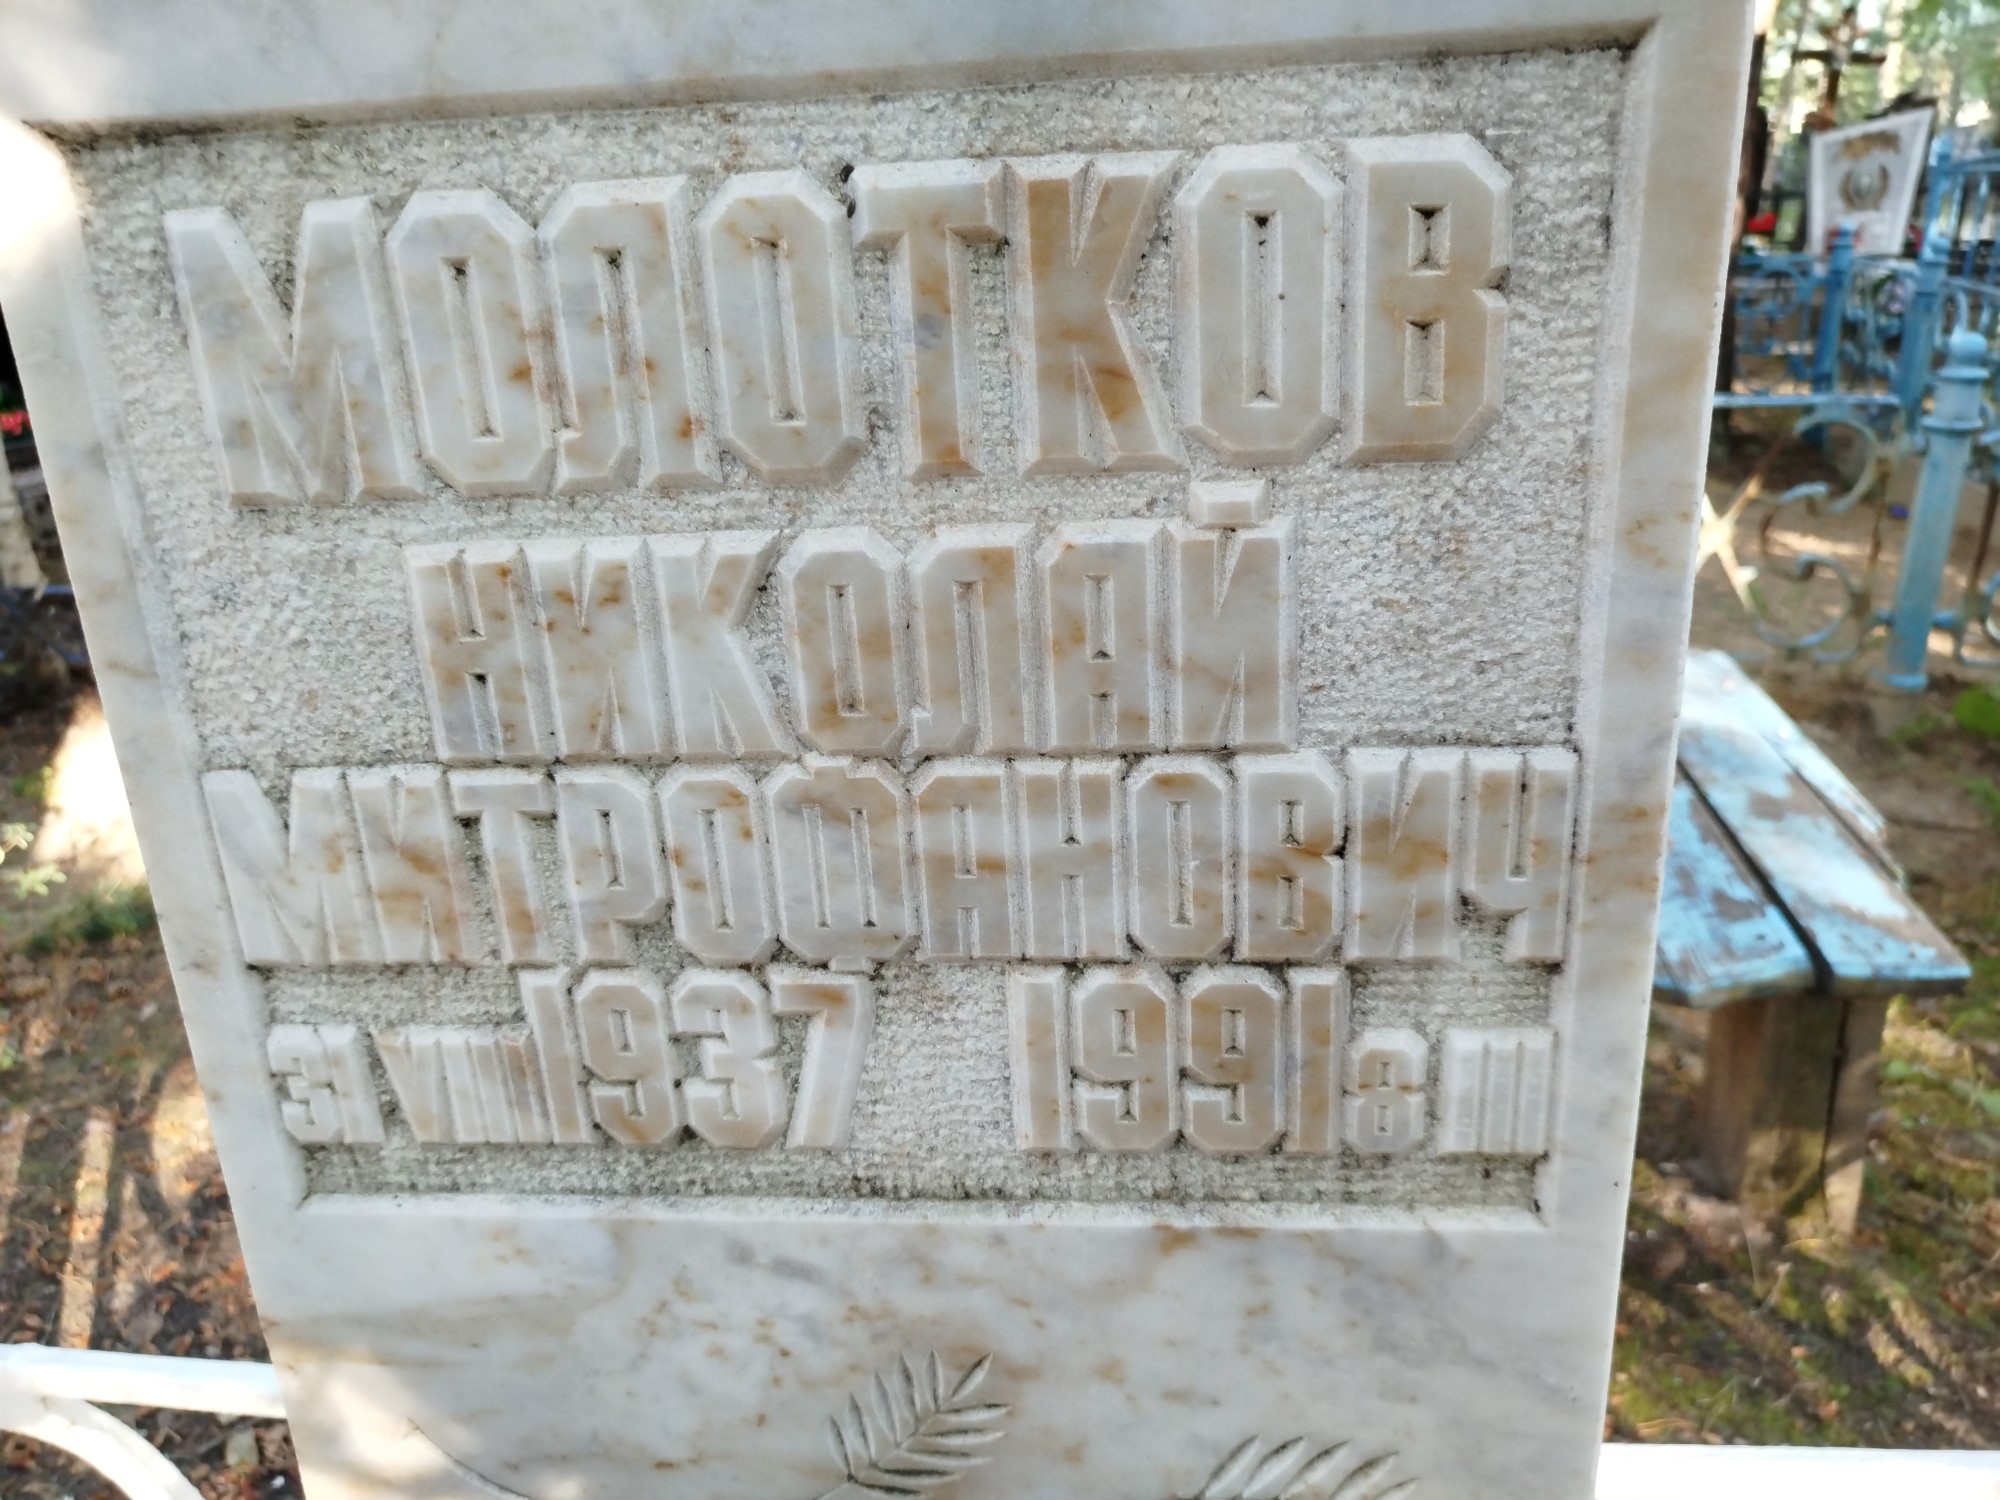 МОЛОТКОВ
НИКОЛАЙ
МИТРОФАНОВИЧ
31 VIII 1937 1991 8 III